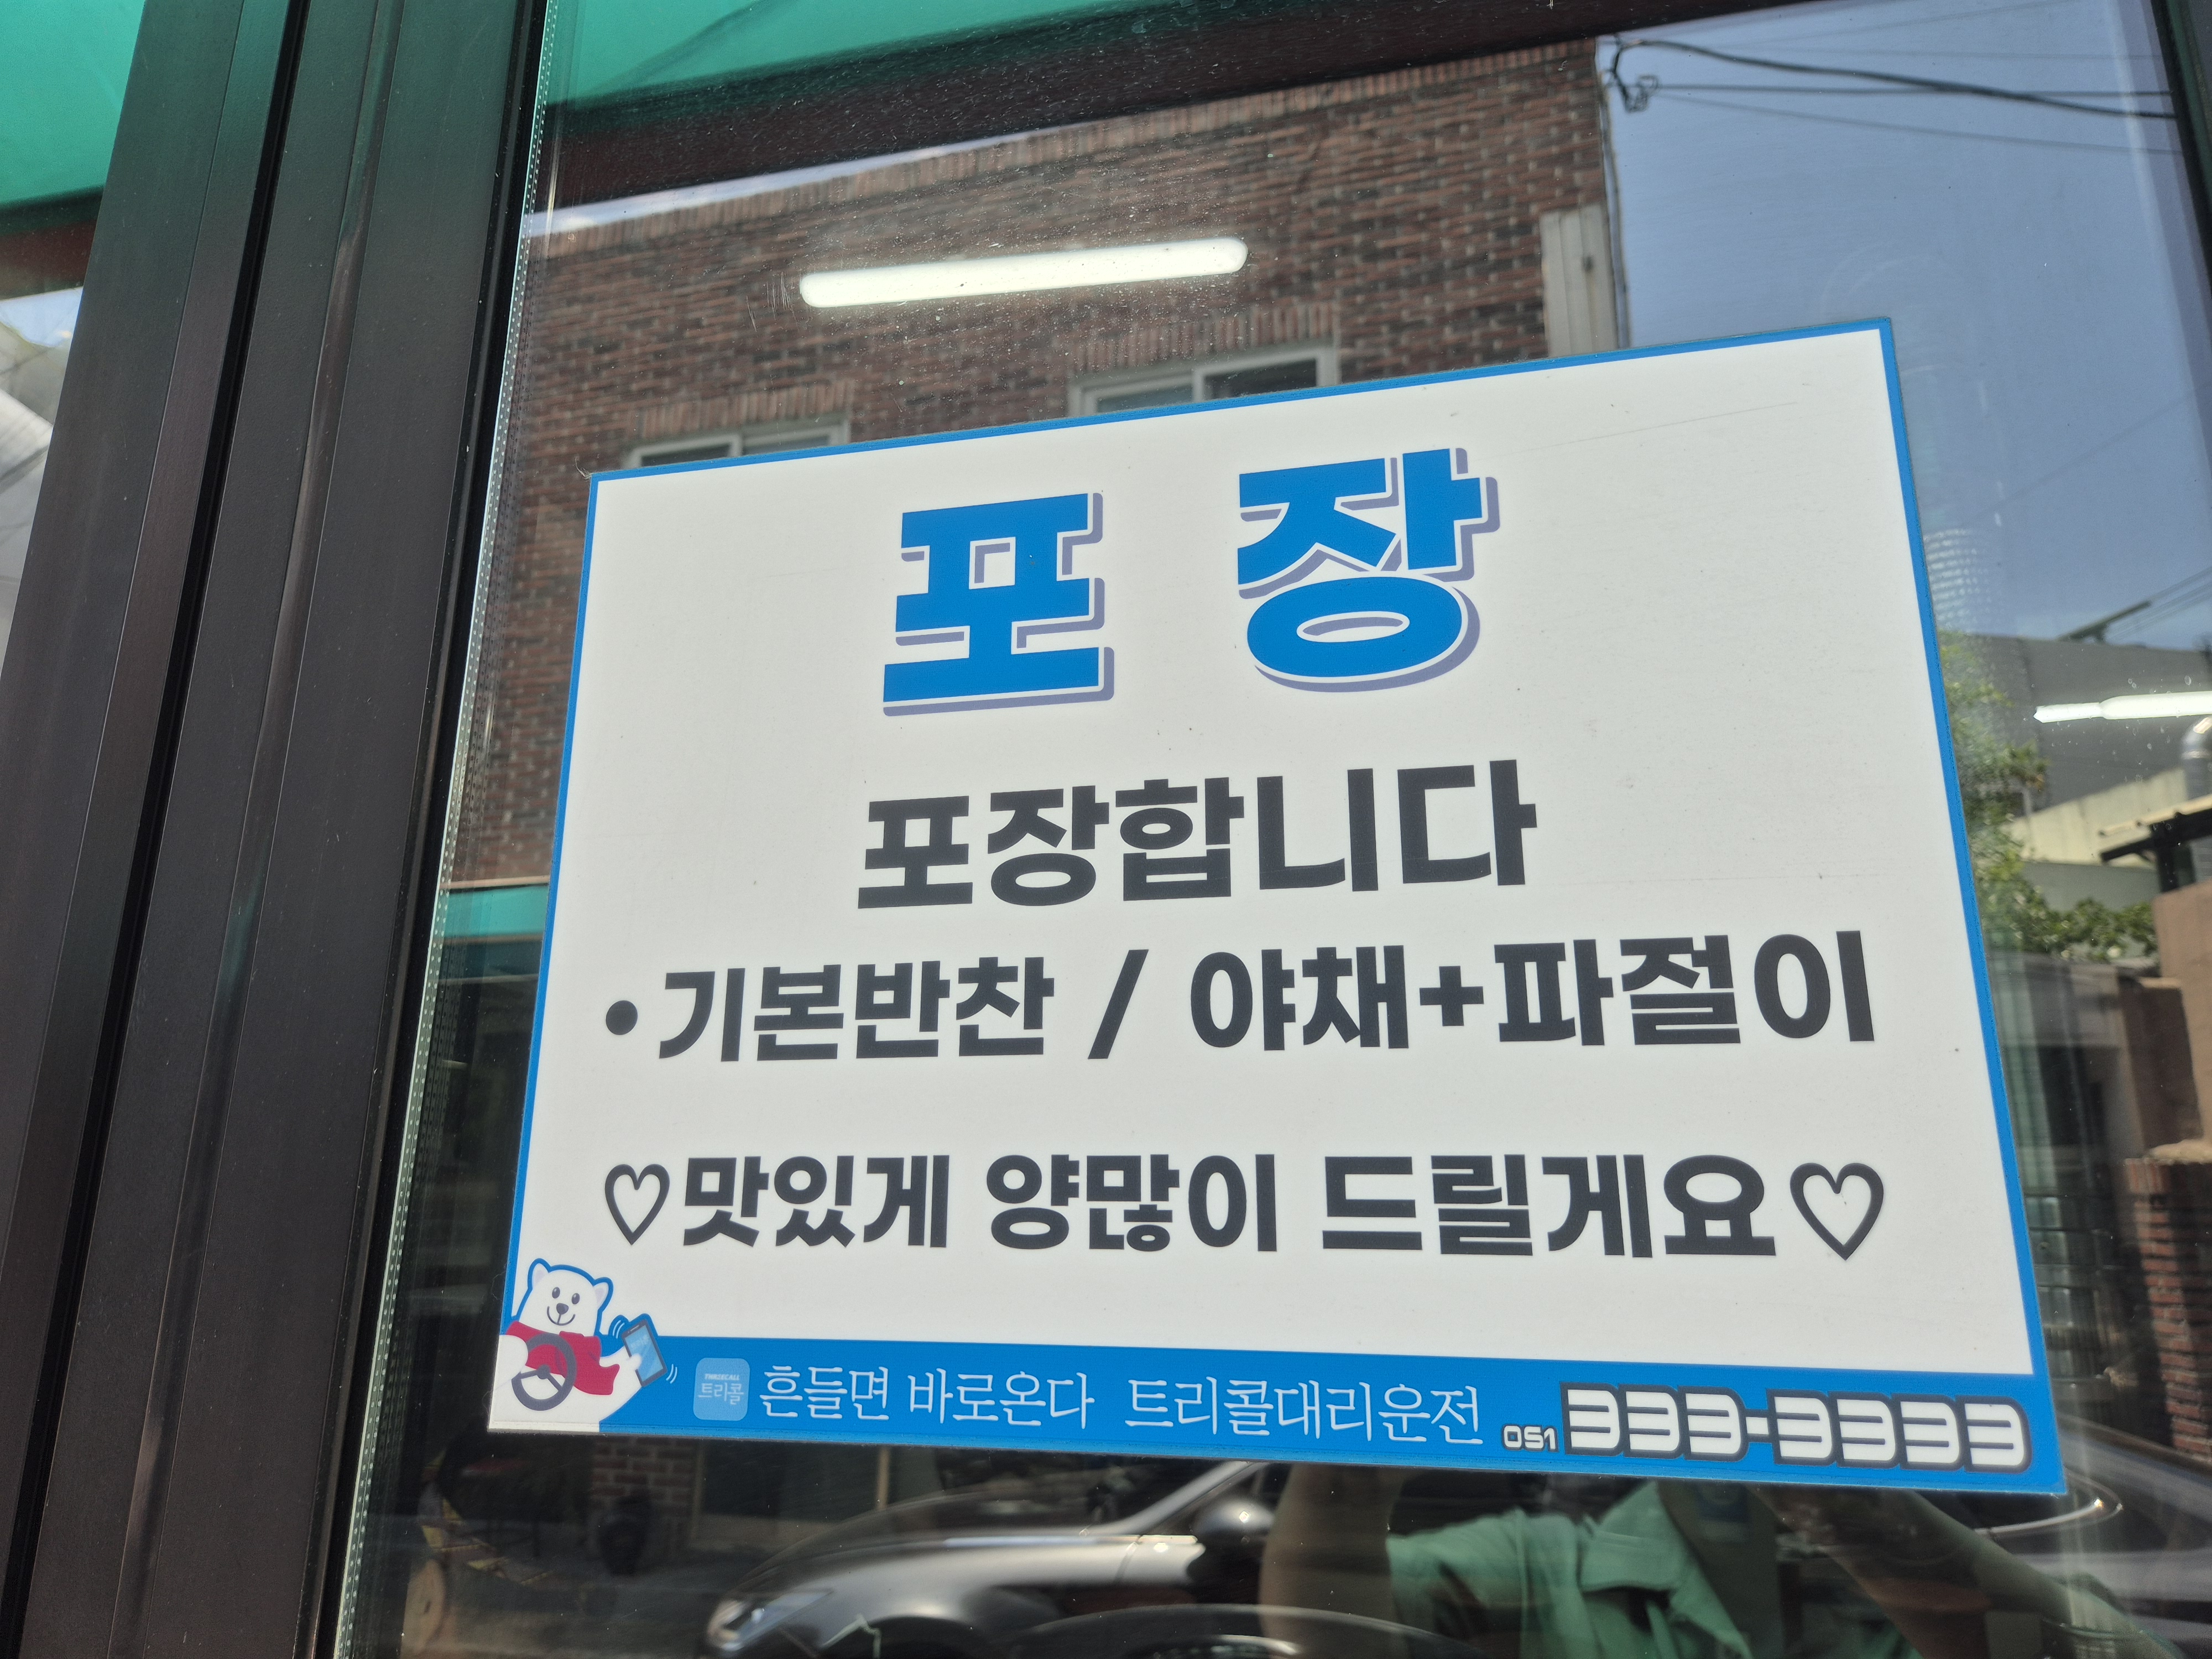 포 장
포장합니다
•기본반찬 / 야채+파절이
♡맛있게 양많이 드릴게요♡
THREECALL
트리콜
흔들면 바로온다 트리콜대리운전 051 333-3333